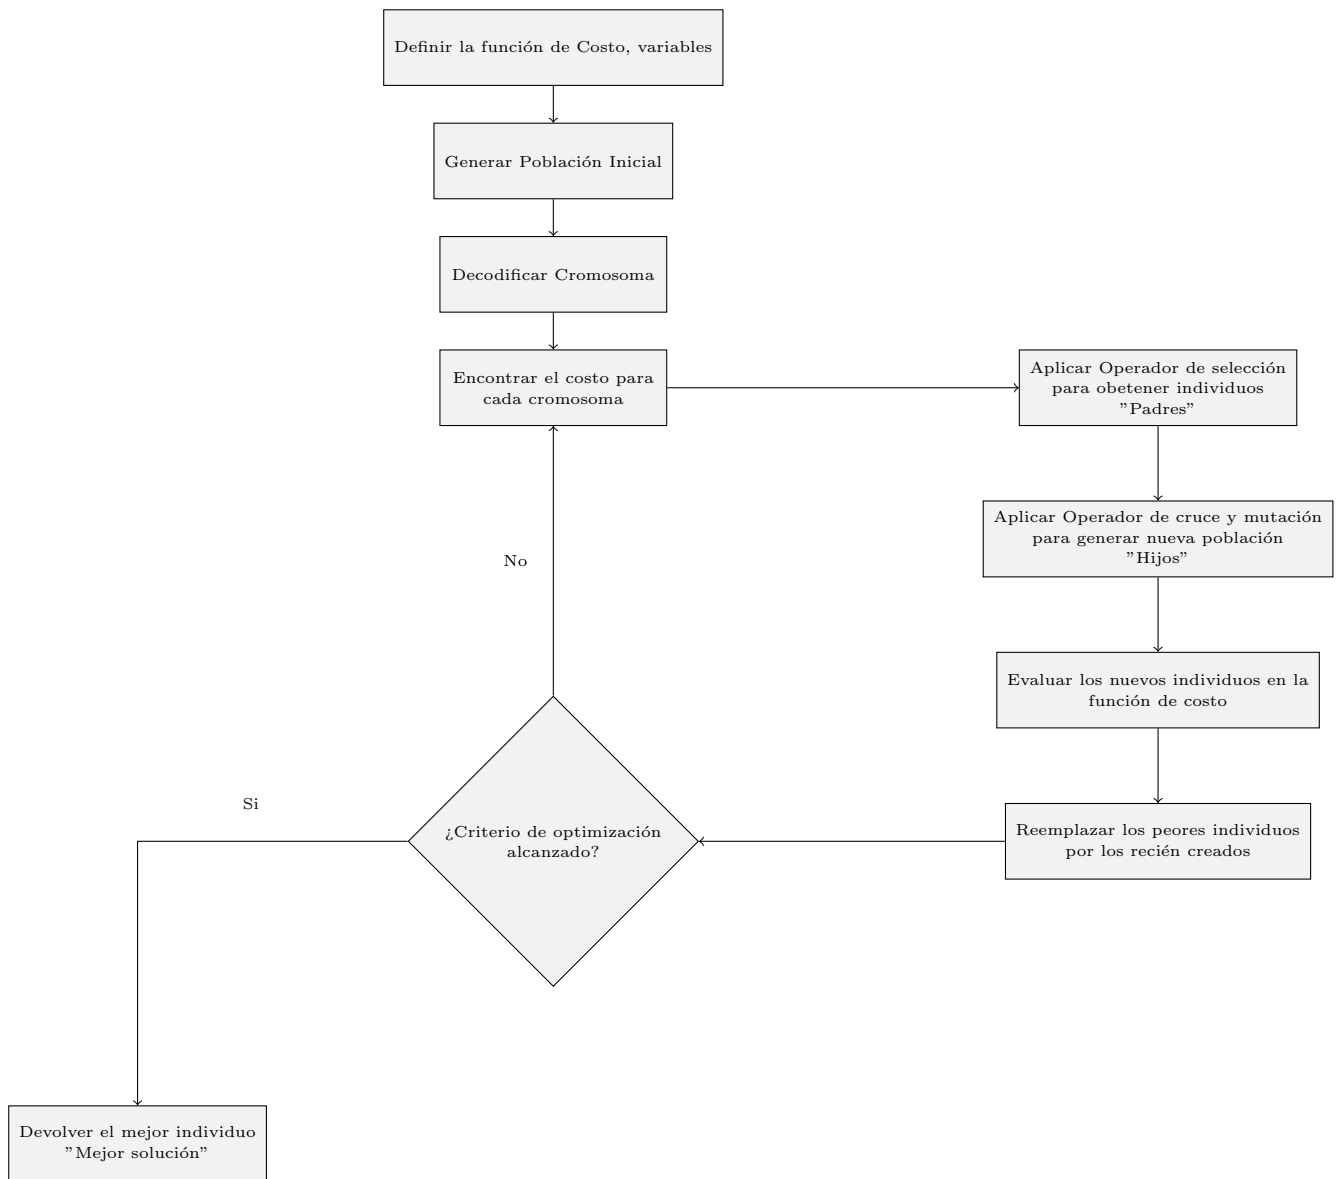 Definir la función de Costo, variables
Generar Población Inicial
Decodificar Cromosoma
Encontrar el costo para
cada cromosoma
Aplicar Operador de selección
para obetener individuos
”Padres”
Aplicar Operador de cruce y mutación
para generar nueva población
”Hijos”
Evaluar los nuevos individuos en la
función de costo
Reemplazar los peores individuos
por los recién creados
¿Criterio de optimización
alcanzado?
No
Si
Devolver el mejor individuo
”Mejor solución”